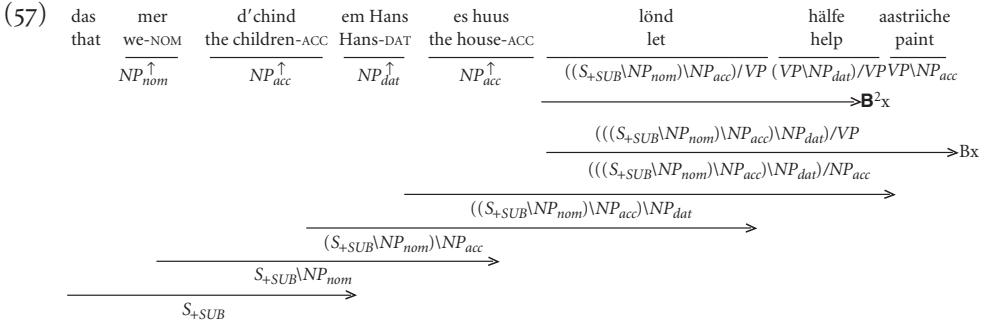 (57) das mer d'chind em Hans es huus lönd hälfe aastriiche
that we-NOM the children-ACC Hans-DAT the house-ACC let help paint
NP↑nom NP↑acc NP↑dat NP↑acc ((S+SUB\NPnom)\NPacc)/VP (VP\NPdat)/VP VP\NPacc
B²x
(((S+SUB\NPnom)\NPacc)\NPdat)/VP
Bx
(((S+SUB\NPnom)\NPacc)\NPdat)/NPacc
((S+SUB\NPnom)\NPacc)\NPdat
(S+SUB\NPnom)\NPacc
S+SUB\NPnom
S+SUB